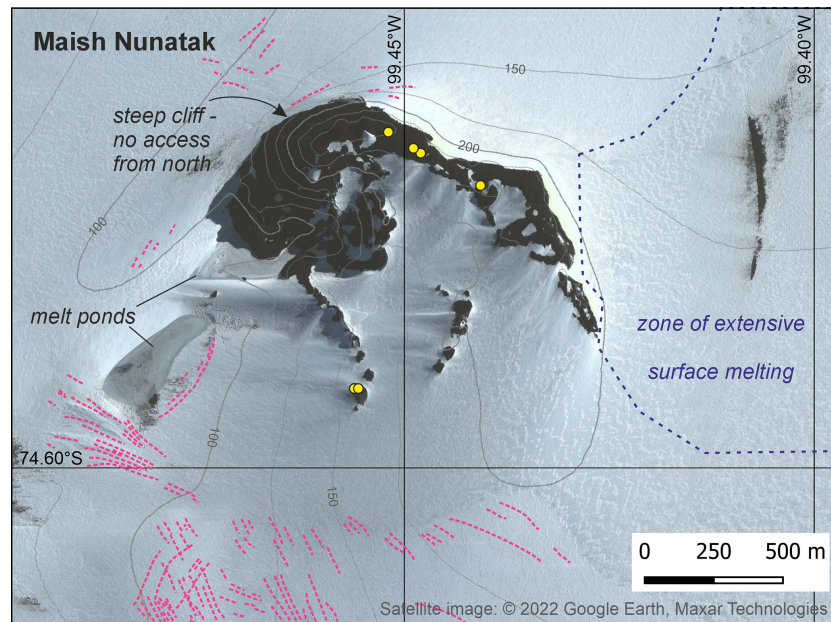 Maish Nunatak
99.45°W
99.40°W
150
steep cliff -
no access
from north
200
100
melt ponds
zone of extensive
surface melting
100
74.60°S
150
0 250 500 m
Satellite image: © 2022 Google Earth, Maxar Technologies